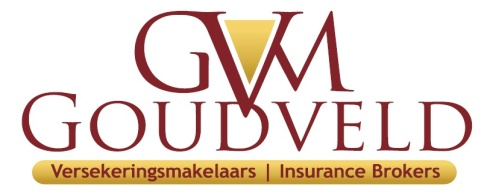 GVM
GOUDVELD
Versekeringsmakelaars | Insurance Brokers